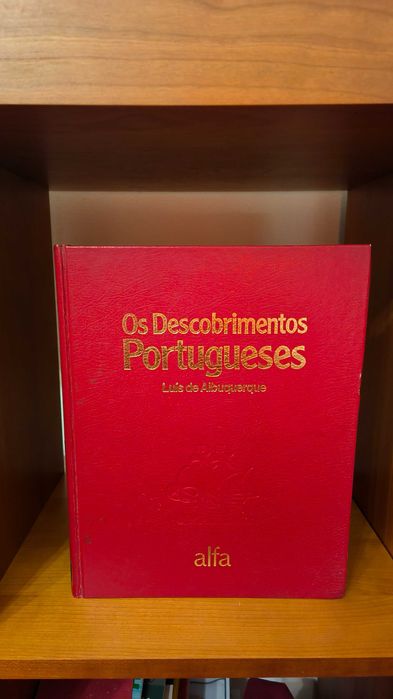 Os Descobrimentos
Portugueses
Luís de Albuquerque
alfa